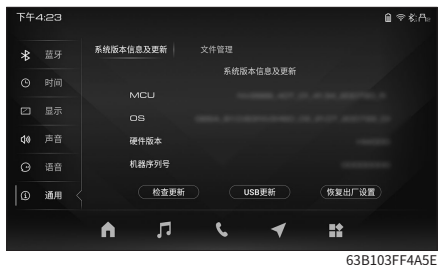 下午4:23
蓝牙
时间
显示
声音
语音
通用
系统版本信息及更新
文件管理
系统版本信息及更新
MCU
OS
硬件版本
机器序列号
检查更新
USB更新
恢复出厂设置
63B103FF4A5E